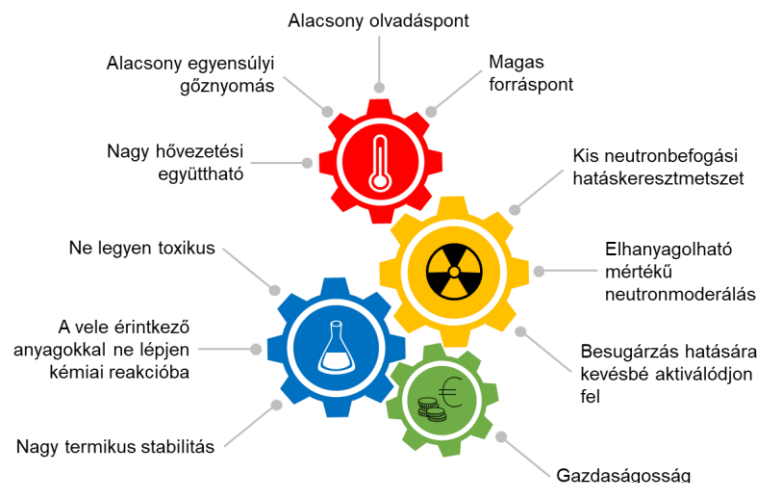 Alacsony olvadáspont
Alacsony egyensúlyi
gőznyomás
Magas
forráspont
Nagy hővezetési
együttható
Kis neutronbefogási
hatáskeresztmetszet
Ne legyen toxikus
Elhanyagolható
mértékű
neutronmoderálás
A vele érintkező
anyagokkal ne lépjen
kémiai reakcióba
Besugárzás hatására
kevésbé aktiválódjon
fel
Nagy termikus stabilitás
€
Gazdaságosság